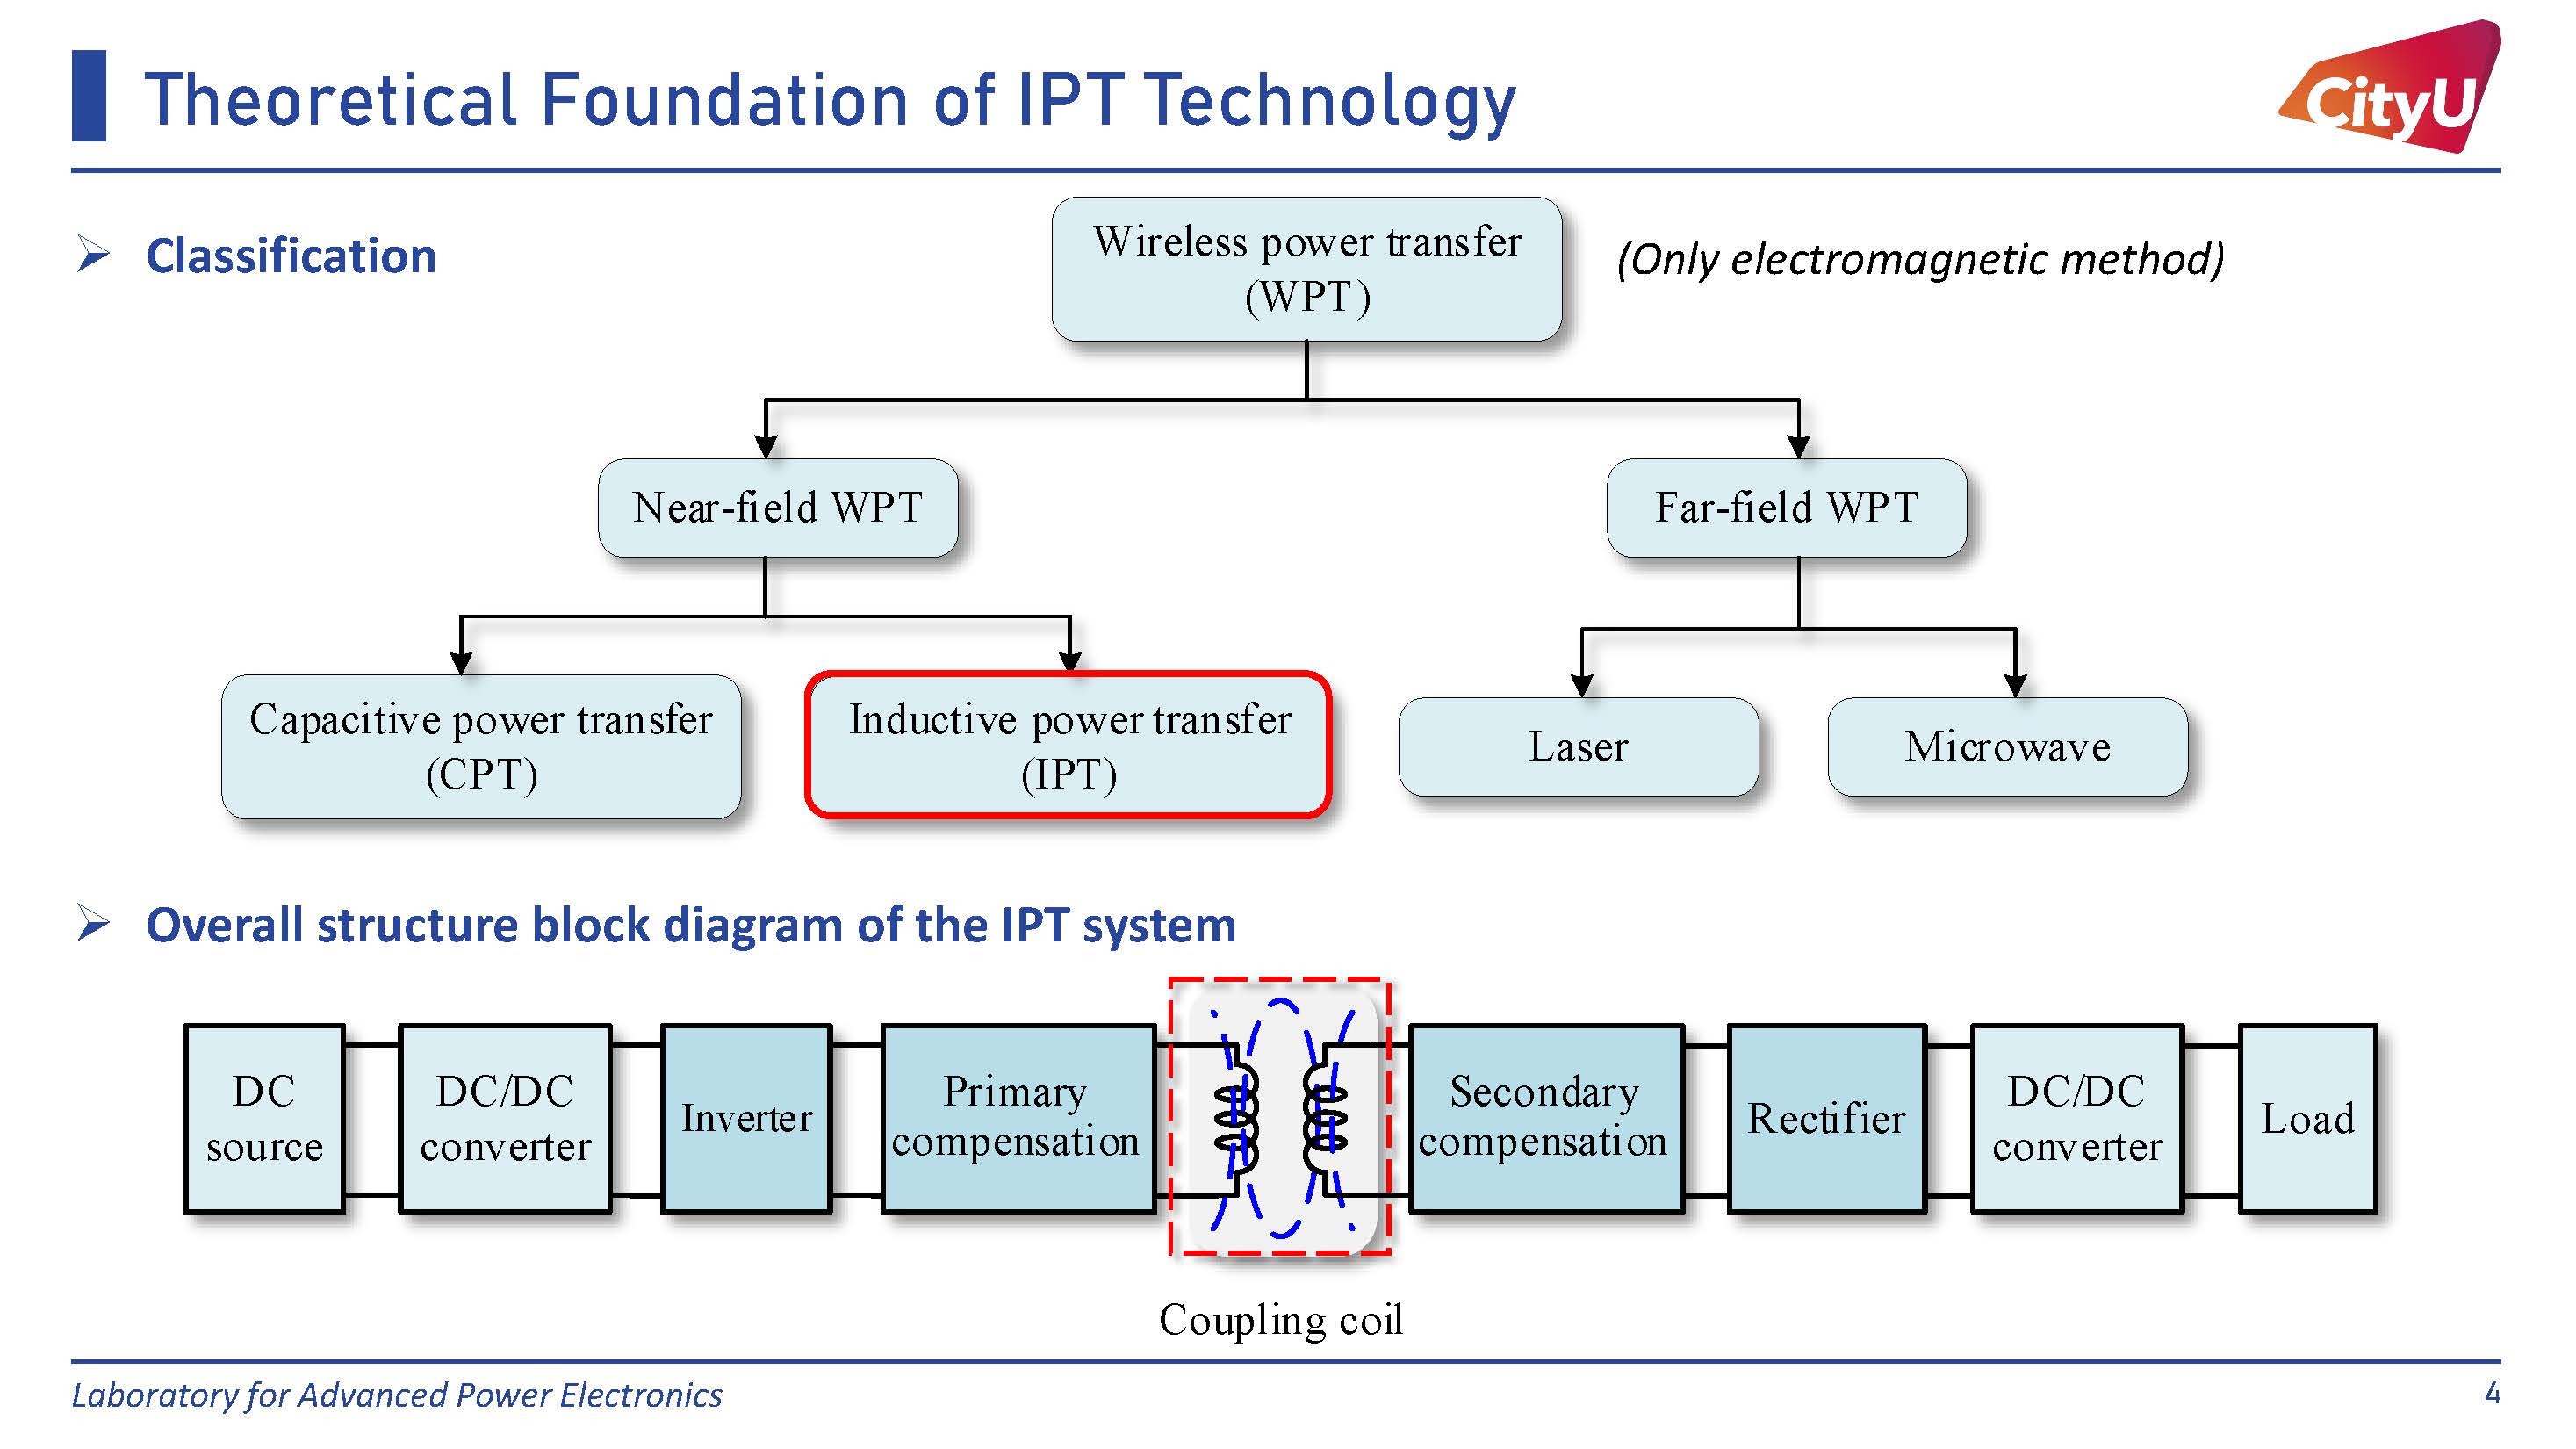 Theoretical Foundation of IPT Technology
CityU
Classification
Wireless power transfer
(WPT)
(Only electromagnetic method)
Near-field WPT
Far-field WPT
Capacitive power transfer
(CPT)
Inductive power transfer
(IPT)
Laser
Microwave
Overall structure block diagram of the IPT system
DC
source
DC/DC
converter
Inverter
Primary
compensation
Secondary
compensation
Rectifier
DC/DC
converter
Load
Coupling coil
Laboratory for Advanced Power Electronics
4